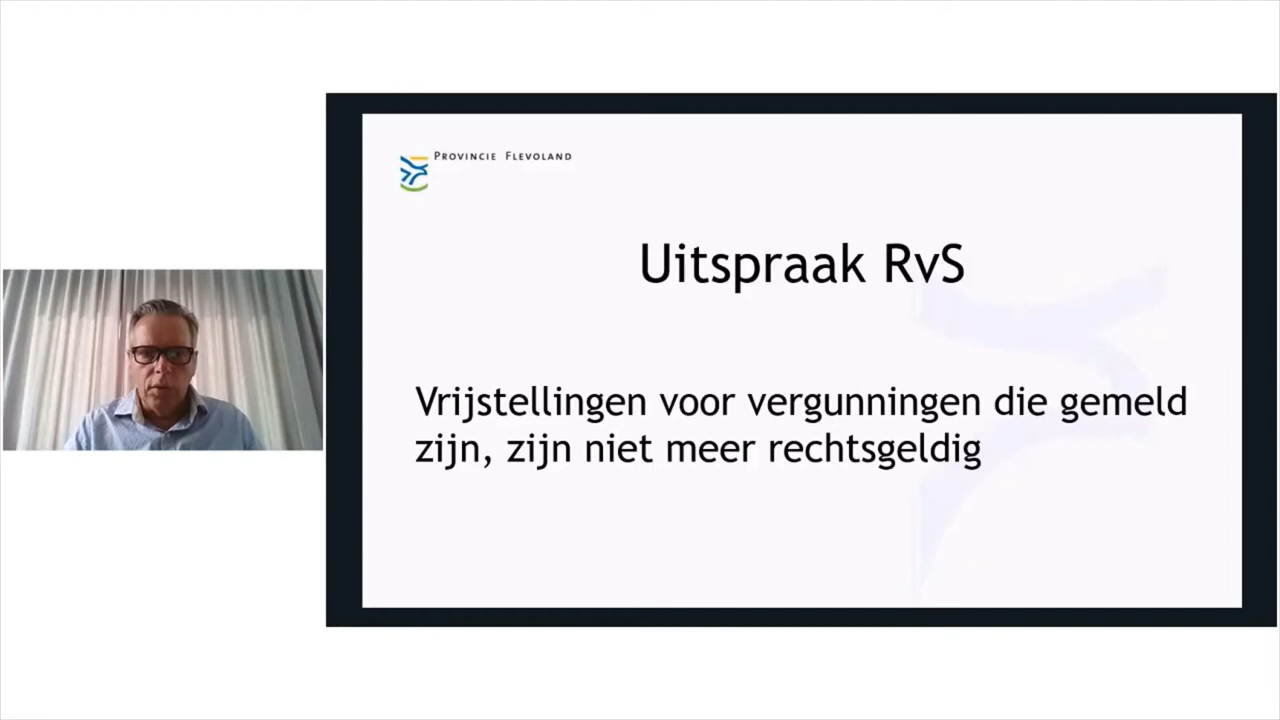 Provincie Flevoland
Uitspraak RvS
Vrijstellingen voor vergunningen die gemeld
zijn, zijn niet meer rechtsgeldig